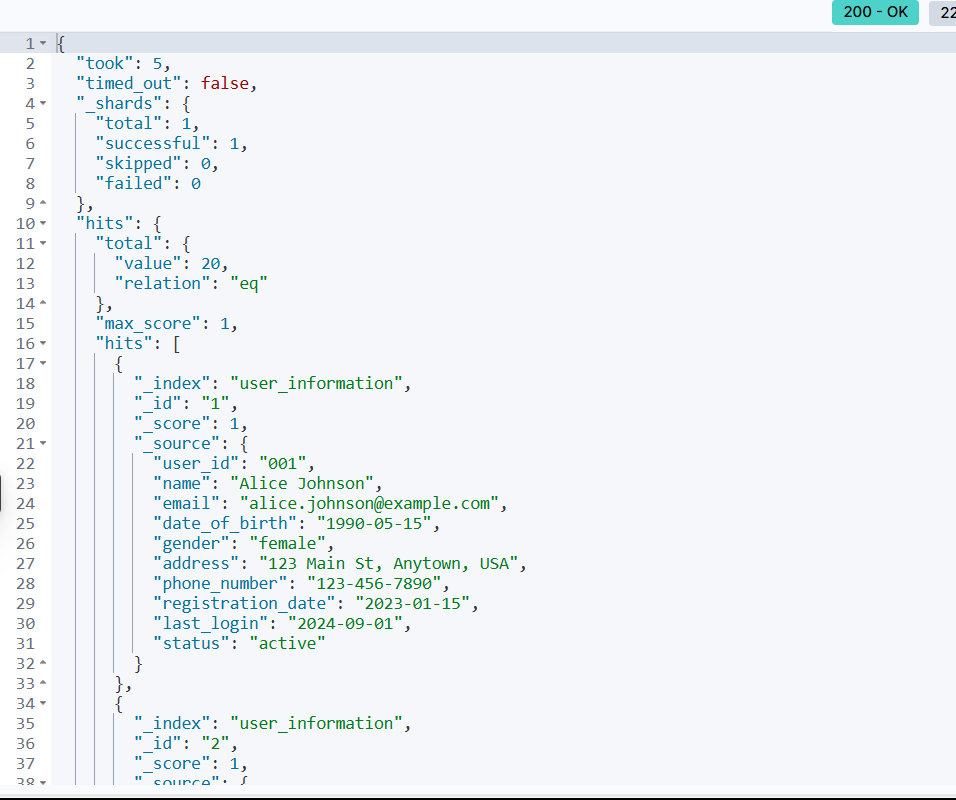 200 - OK
22
1 {
2 "took": 5,
3 "timed_out": false,
4 "_shards": {
5 "total": 1,
6 "successful": 1,
7 "skipped": 0,
8 "failed": 0
9 },
10 "hits": {
11 "total": {
12 "value": 20,
13 "relation": "eq"
14 },
15 "max_score": 1,
16 "hits": [
17 {
18 "_index": "user_information",
19 "_id": "1",
20 "_score": 1,
21 "_source": {
22 "user_id": "001",
23 "name": "Alice Johnson",
24 "email": "alice.johnson@example.com",
25 "date_of_birth": "1990-05-15",
26 "gender": "female",
27 "address": "123 Main St, Anytown, USA",
28 "phone_number": "123-456-7890",
29 "registration_date": "2023-01-15",
30 "last_login": "2024-09-01",
31 "status": "active"
32 }
33 },
34 {
35 "_index": "user_information",
36 "_id": "2",
37 "_score": 1,
38 "_source": {